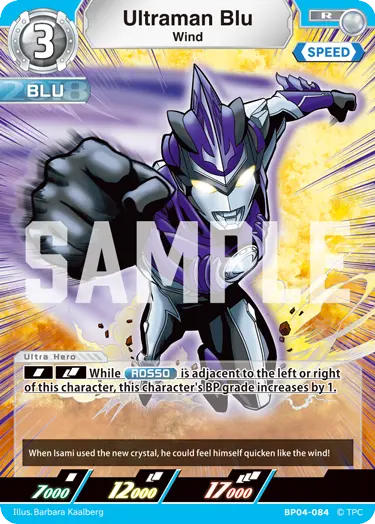 3
Ultraman Blu
Wind
R
SPEED
BLU
SAMPLE
Ultra Hero
While ROSSO is adjacent to the left or right
of this character, this character's BP grade increases by 1.
When Isami used the new crystal, he could feel himself quicken like the wind!
7000 12000 17000
Illus. Barbara Kaalberg BP04-084 © TPC